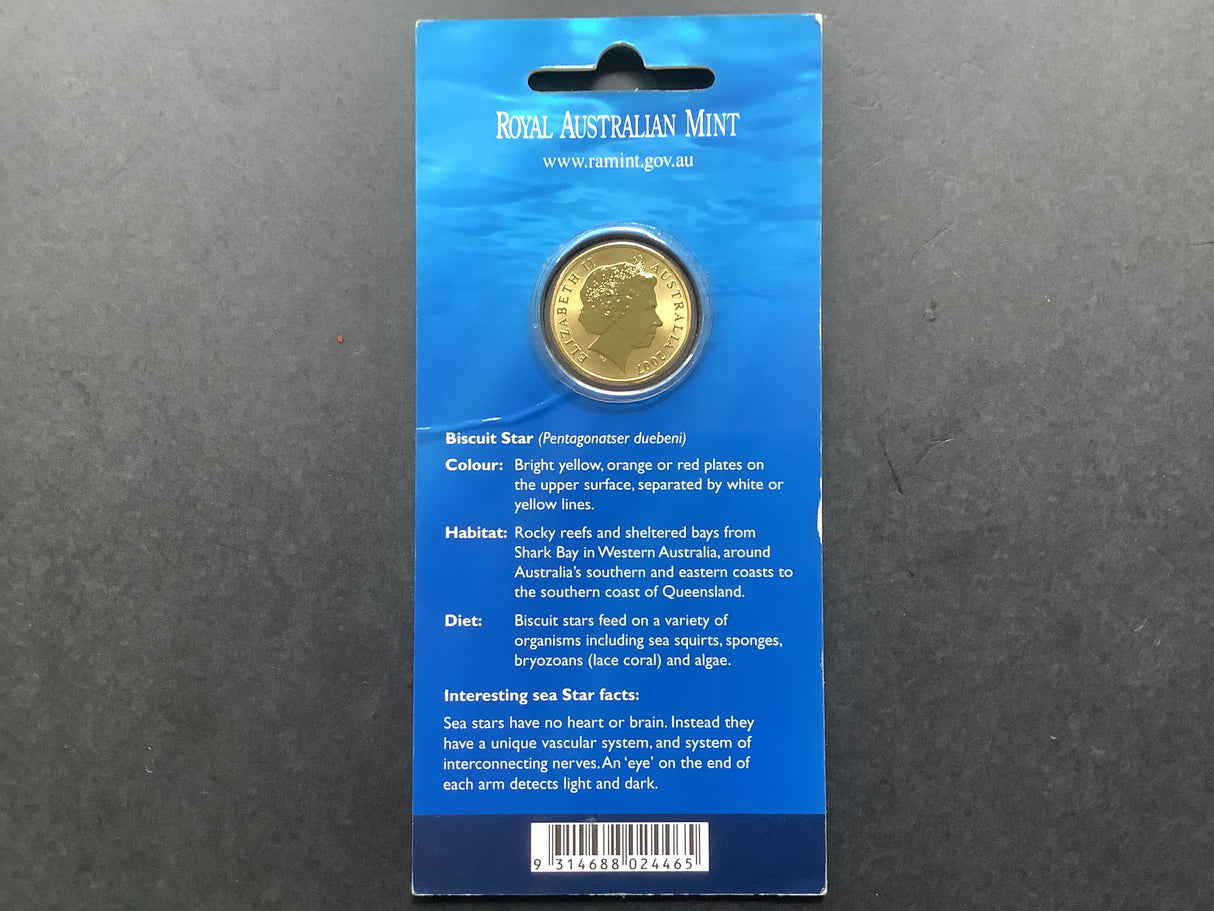 ROYAL AUSTRALIAN MINT
www.ramint.gov.au
ELIZABETH II AUSTRALIA 2007
Biscuit Star (Pentagonatser duebeni)
Colour: Bright yellow, orange or red plates on
the upper surface, separated by white or
yellow lines.
Habitat: Rocky reefs and sheltered bays from
Shark Bay in Western Australia, around
Australia's southern and eastern coasts to
the southern coast of Queensland.
Diet: Biscuit stars feed on a variety of
organisms including sea squirts, sponges,
bryozoans (lace coral) and algae.
Interesting sea Star facts:
Sea stars have no heart or brain. Instead they
have a unique vascular system, and system of
interconnecting nerves. An 'eye' on the end of
each arm detects light and dark.
9 314688 024465